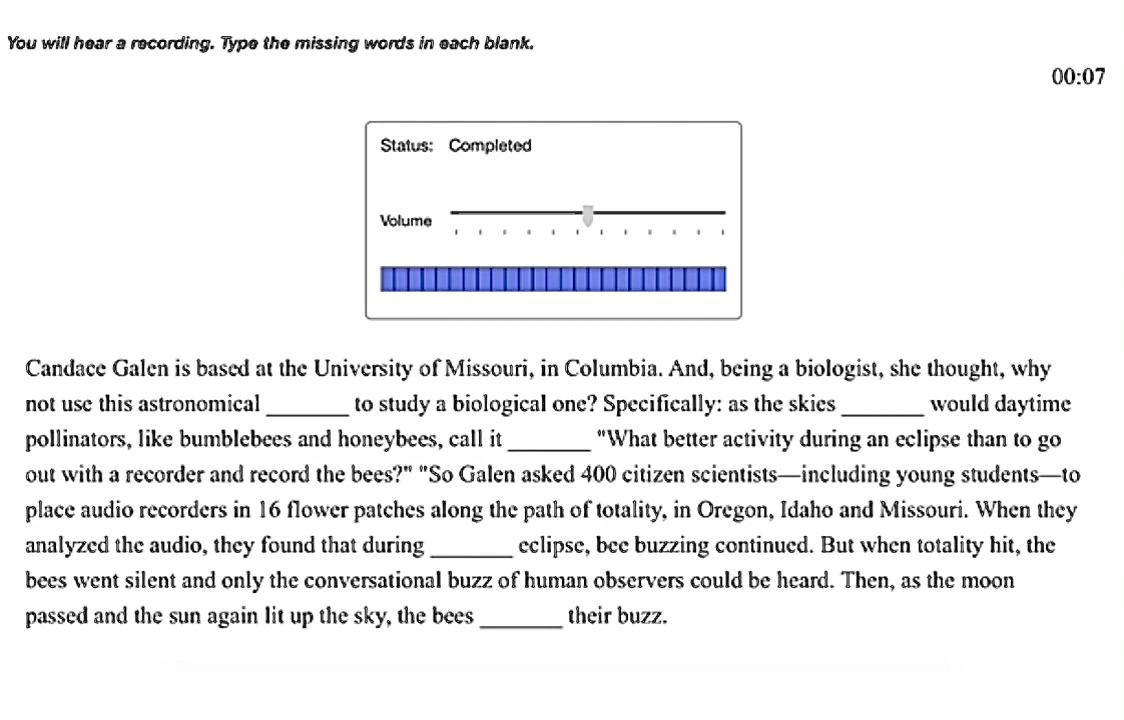 You will hear a recording. Type the missing words in each blank.
00:07
Status: Completed
Volume
Candace Galen is based at the University of Missouri, in Columbia. And, being a biologist, she thought, why
not use this astronomical ________ to study a biological one? Specifically: as the skies ________ would daytime
pollinators, like bumblebees and honeybees, call it ________ "What better activity during an eclipse than to go
out with a recorder and record the bees?" "So Galen asked 400 citizen scientists—including young students—to
place audio recorders in 16 flower patches along the path of totality, in Oregon, Idaho and Missouri. When they
analyzed the audio, they found that during ________ eclipse, bee buzzing continued. But when totality hit, the
bees went silent and only the conversational buzz of human observers could be heard. Then, as the moon
passed and the sun again lit up the sky, the bees ________ their buzz.